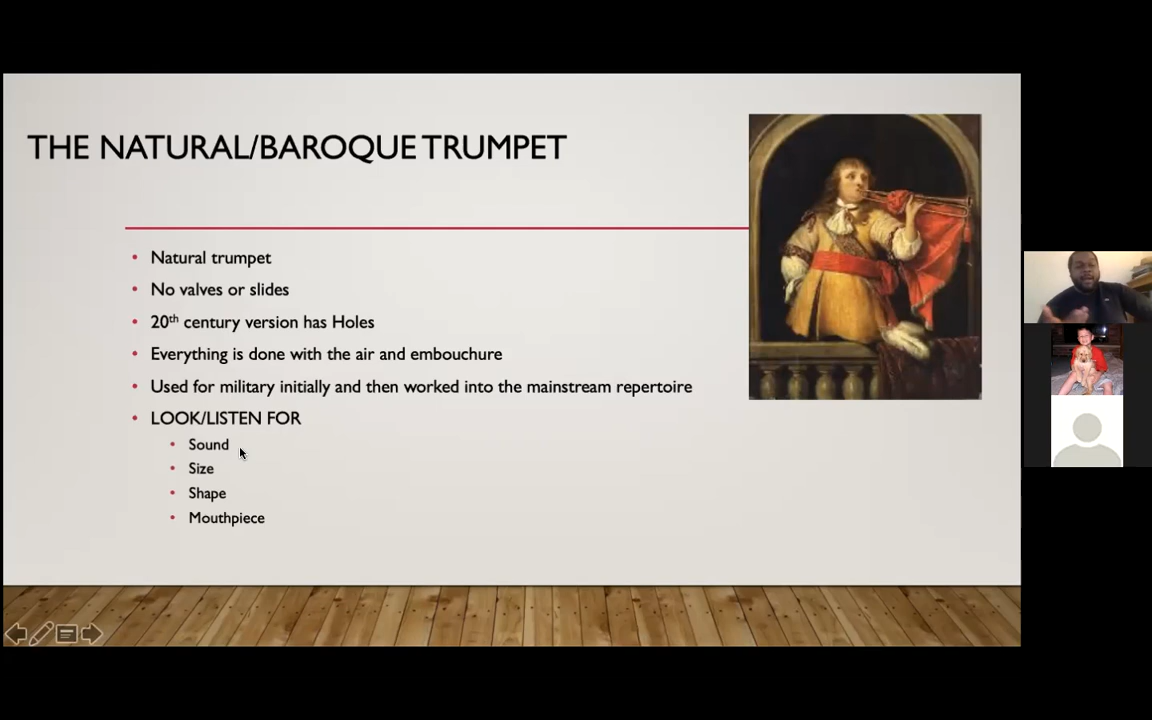 THE NATURAL/BAROQUE TRUMPET
Natural trumpet
No valves or slides
20th century version has Holes
Everything is done with the air and embouchure
Used for military initially and then worked into the mainstream repertoire
LOOK/LISTEN FOR
Sound
Size
Shape
Mouthpiece